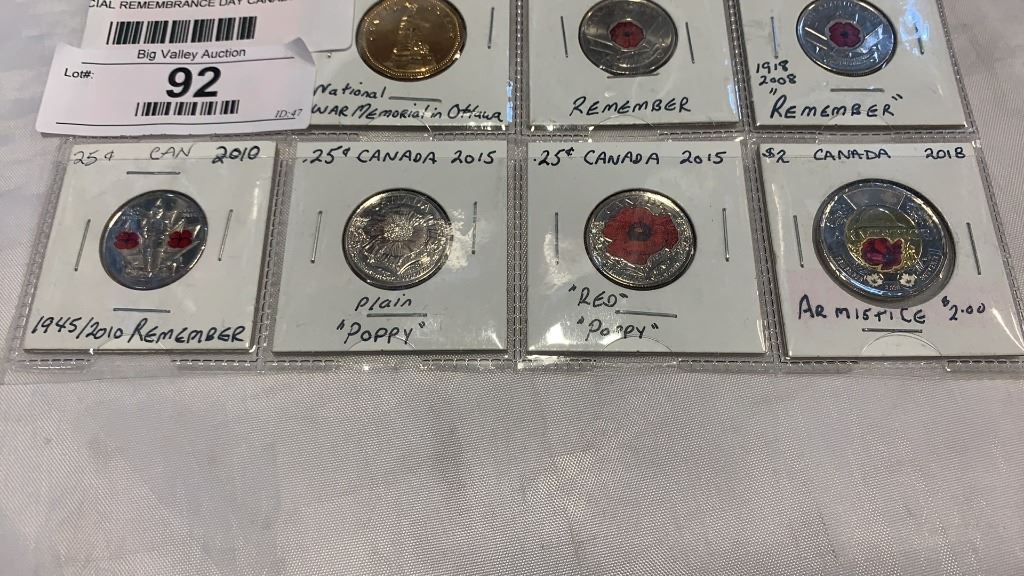 CIAL REMEMBRANCE DAY CANA
Big Valley Auction
Lot#:
92
ID:47
National
WAR Memorial in Ottawa
REMEMBER
1918
2008
"REMEMBER"
25¢ CAN 2010
1945/2010 REMEMBER
.25¢ CANADA 2015
Plain
"POPPY"
.25¢ CANADA 2015
"RED"
"POPPY"
$2 CANADA 2018
ARMISTICE $2.00